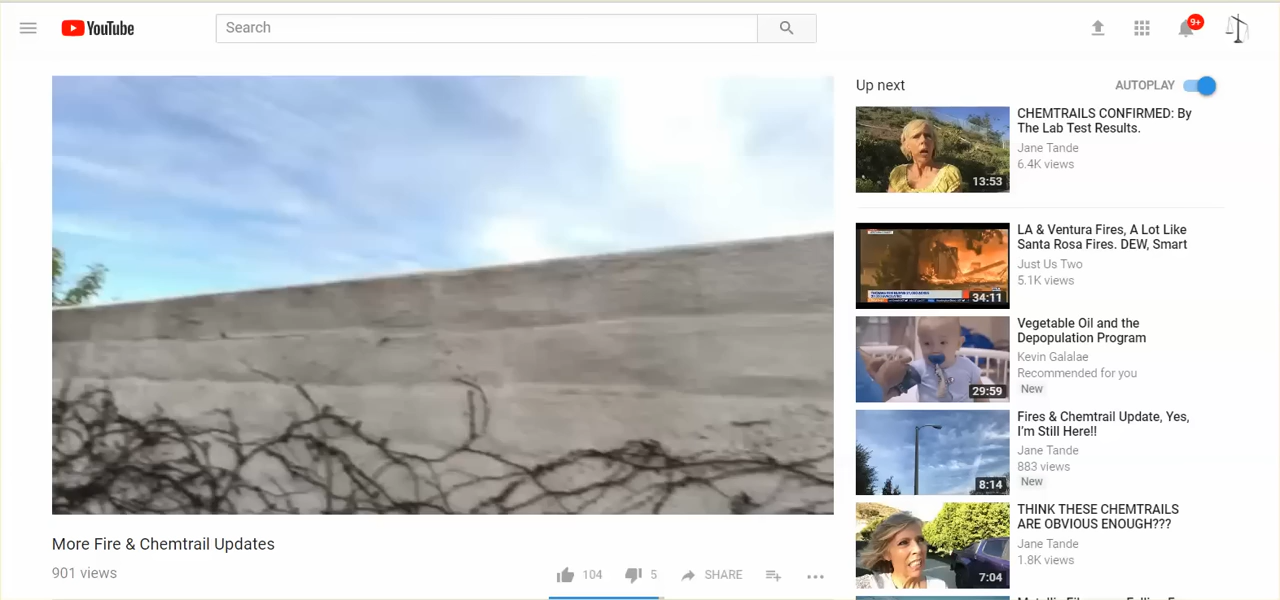 YouTube
Search
9+
Up next
AUTOPLAY
CHEMTRAILS CONFIRMED: By
The Lab Test Results.
Jane Tande
6.4K views
13:53
LA & Ventura Fires, A Lot Like
Santa Rosa Fires. DEW, Smart
Just Us Two
5.1K views
34:11
Vegetable Oil and the
Depopulation Program
Kevin Galalae
Recommended for you
New
29:59
Fires & Chemtrail Update, Yes,
I'm Still Here!!
Jane Tande
883 views
New
8:14
THINK THESE CHEMTRAILS
ARE OBVIOUS ENOUGH???
Jane Tande
1.8K views
7:04
More Fire & Chemtrail Updates
901 views
104
5
SHARE